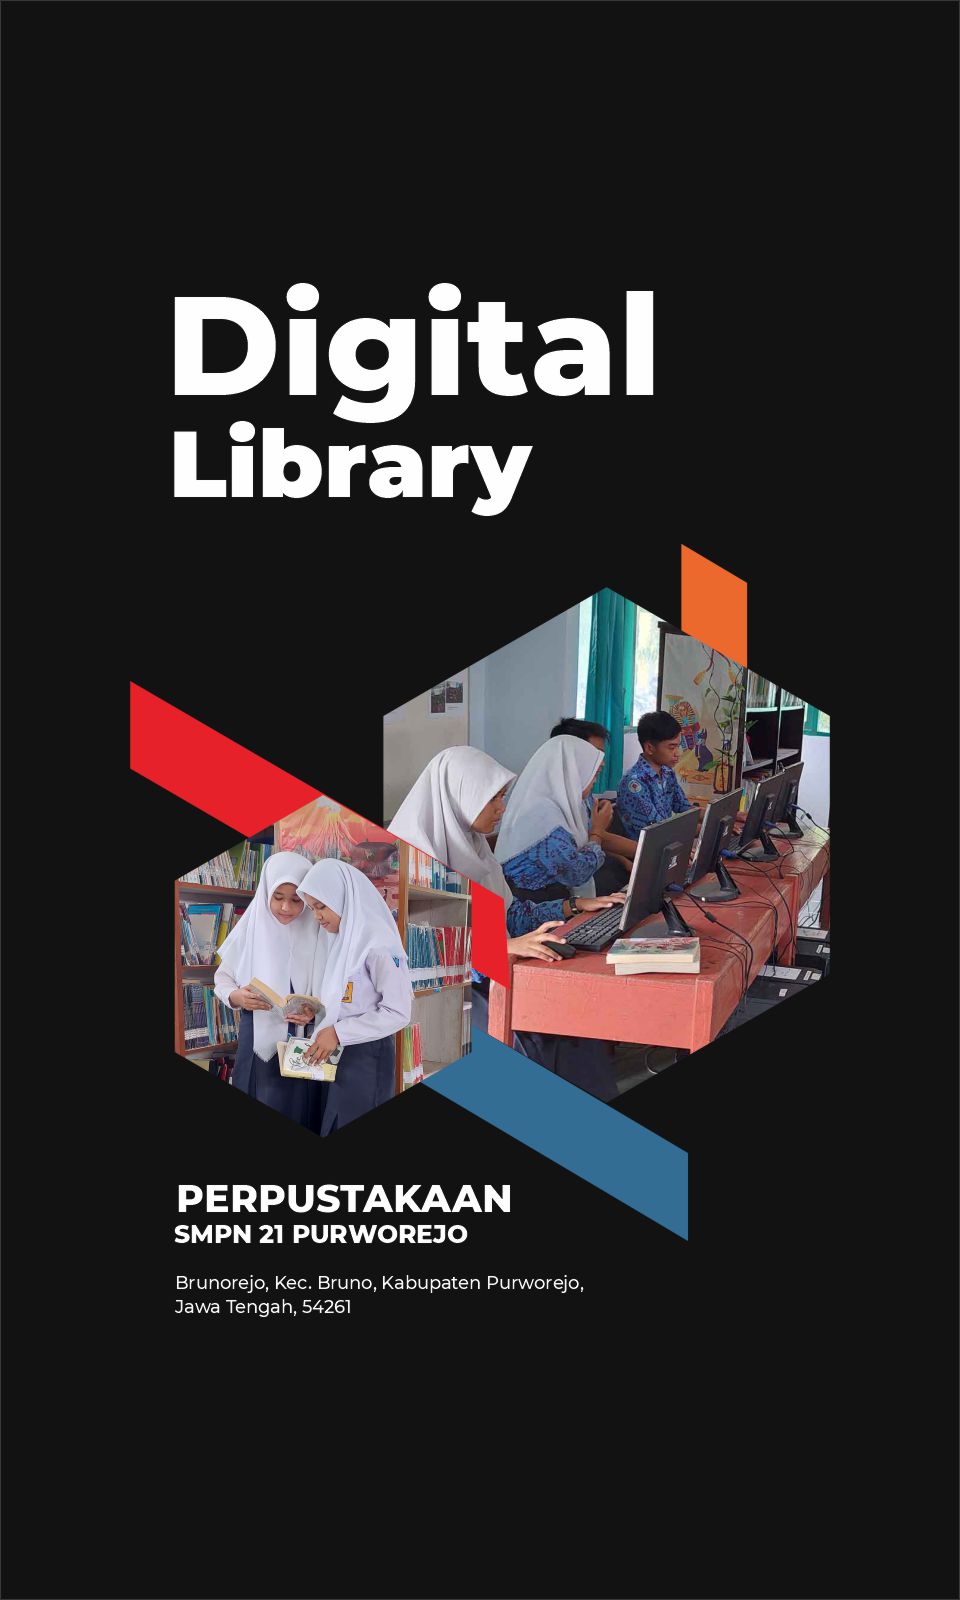 Digital
Library
PERPUSTAKAAN
SMPN 21 PURWOREJO
Brunorejo, Kec. Bruno, Kabupaten Purworejo,
Jawa Tengah, 54261